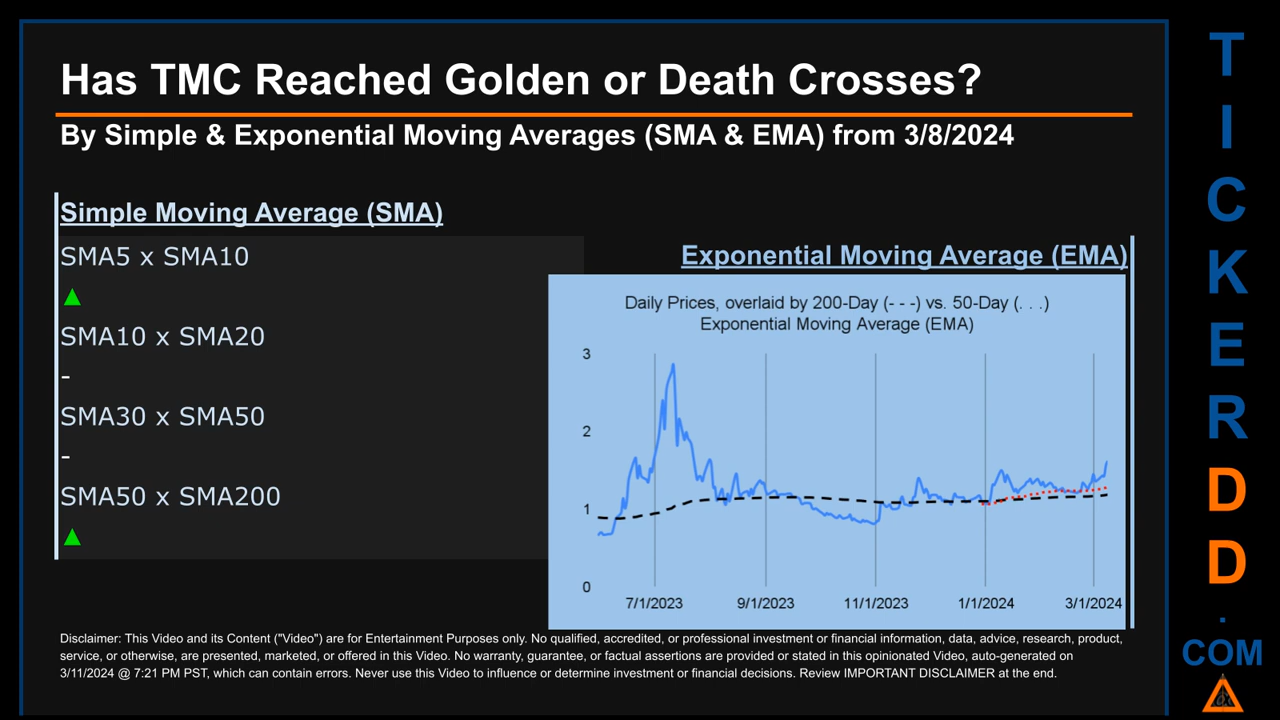 Has TMC Reached Golden or Death Crosses?
By Simple & Exponential Moving Averages (SMA & EMA) from 3/8/2024
Simple Moving Average (SMA)
SMA5 x SMA10
▲
SMA10 x SMA20
-
SMA30 x SMA50
-
SMA50 x SMA200
▲
Exponential Moving Average (EMA)
Daily Prices, overlaid by 200-Day (- - -) vs. 50-Day (. . .)
Exponential Moving Average (EMA)
3
2
1
0
7/1/2023 9/1/2023 11/1/2023 1/1/2024 3/1/2024
Disclaimer: This Video and its Content ("Video") are for Entertainment Purposes only. No qualified, accredited, or professional investment or financial information, data, advice, research, product,
service, or otherwise, are presented, marketed, or offered in this Video. No warranty, guarantee, or factual assertions are provided or stated in this opinionated Video, auto-generated on
3/11/2024 @ 7:21 PM PST, which can contain errors. Never use this Video to influence or determine investment or financial decisions. Review IMPORTANT DISCLAIMER at the end.
T
I
C
K
E
R
D
D
.
COM